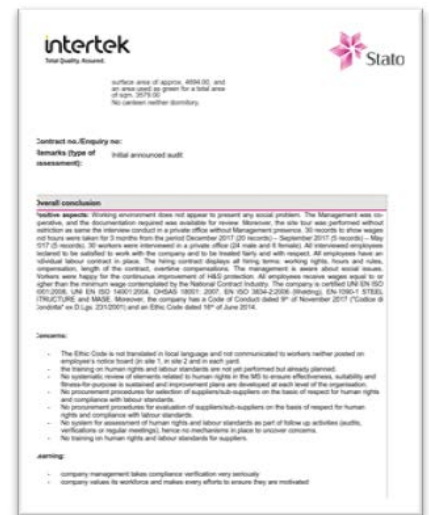 intertek
Total Quality. Assured.
Stato
surface area of approx. 4694.00, and
an area used as green for a total area
of sqm. 3579.00
No canteen neither dormitory.
Contract no./Enquiry no:
Remarks (type of
assessment):
Initial announced audit
Overall conclusion
Positive aspects: Working environment does not appear to present any social problem. The Management was co-
operative, and the documentation required was available for review. Moreover, the site tour was performed without
restriction as same the interview conduct in a private office without Management presence. 30 records to show wages
and hours were taken for 3 months from the period December 2017 (20 records) – September 2017 (5 records) – May
2017 (5 records). 30 workers were interviewed in a private office (24 male and 6 female). All interviewed employees
declared to be satisfied to work with the company and to be treated fairly and with respect. All employees have an
individual labour contract in place. The hiring contract displays all hiring terms: working rights, hours and rules,
compensation, length of the contract, overtime compensations. The management is aware about social issues.
Workers were happy for the continuous improvement of H&S protection. All employees receive wages equal to or
higher than the minimum wage contemplated by the National Contract Industry. The company is certified UNI EN ISO
9001:2008, UNI EN ISO 14001:2004, OHSAS 18001: 2007, EN ISO 3834-2:2006 (Welding), EN-1090-1 STEEL
STRUCTURE and MASE. Moreover, the company has a Code of Conduct dated 9th of November 2017 ("Codice di
Condotta" ex D.Lgs. 231/2001) and an Ethic Code dated 16th of June 2014.
Concerns:
- The Ethic Code is not translated in local language and not communicated to workers neither posted on
employee's notice board (in site 1, in site 2 and in each yard.
- the training on human rights and labour standards are not yet performed but already planned.
- No systematic review of elements related to human rights in the MS to ensure effectiveness, suitability and
fitness-for-purpose is sustained and improvement plans are developed at each level of the organisation.
- No procurement procedures for selection of suppliers/sub-suppliers on the basis of respect for human rights
and compliance with labour standards.
- No procurement procedures for evaluation of suppliers/sub-suppliers on the basis of respect for human
rights and compliance with labour standards.
- No system for assessment of human rights and labour standards as part of follow up activities (audits,
verifications or regular meetings), hence no mechanisms in place to uncover concerns.
- No training on human rights and labour standards for suppliers.
Learning:
- company management takes compliance verification very seriously
- company values its workforce and makes every efforts to ensure they are motivated